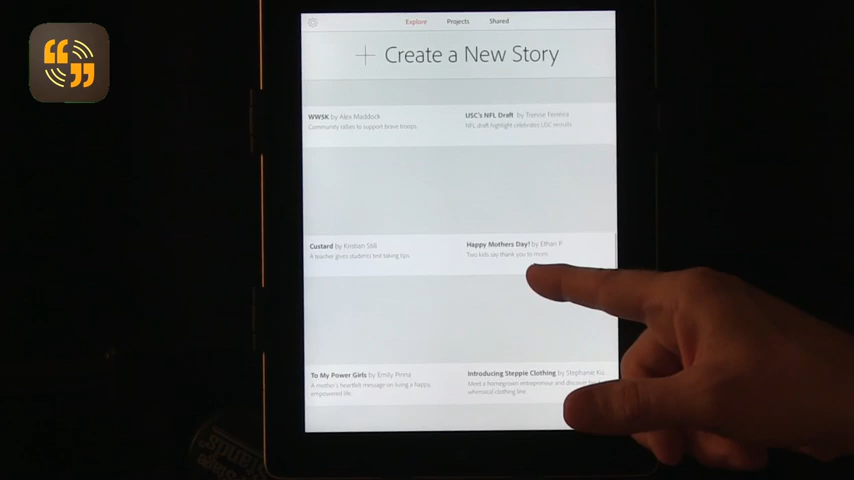 Explore Projects Shared
+ Create a New Story
WWSK by Alex Maddock
Community rallies to support brave troops.
USC's NFL Draft by Trenise Ferreira
NFL draft highlight celebrates USC recruits
Custard by Kristian Still
A teacher gives students test taking tips.
Happy Mothers Day! by Ethan P.
Two kids say thank you to mom.
To My Power Girls by Emily Pinna
A mother's heartfelt message on living a happy,
empowered life.
Introducing Steppie Clothing by Stephanie Ku
Meet a homegrown entrepreneur and discover
whimsical clothing line.